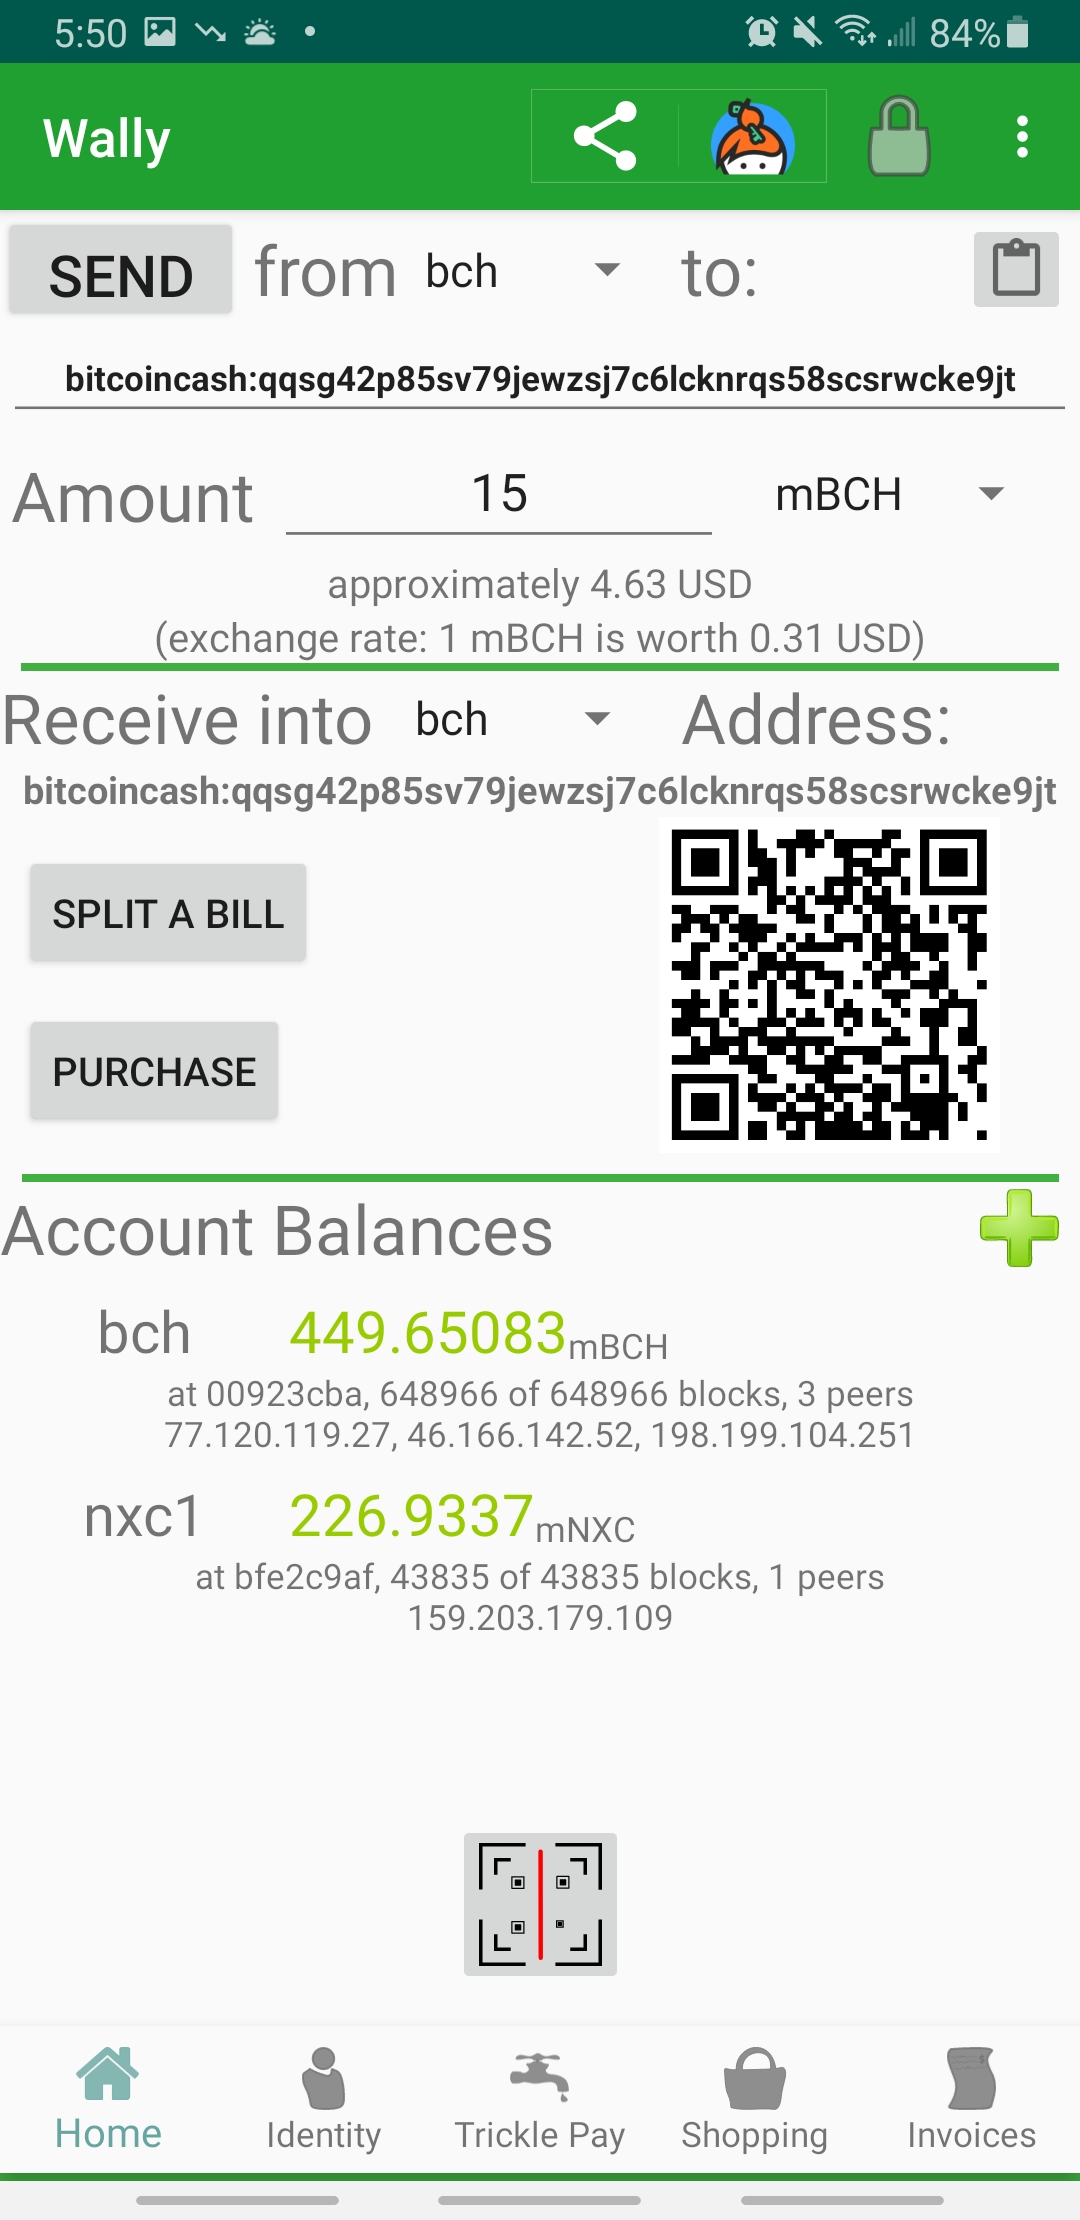 5:50 84%
Wally
SEND from bch to:
bitcoincash:qqsg42p85sv79jewzsj7c6lcknrqs58scsrwcke9jt
Amount 15 mBCH
approximately 4.63 USD
(exchange rate: 1 mBCH is worth 0.31 USD)
Receive into bch Address:
bitcoincash:qqsg42p85sv79jewzsj7c6lcknrqs58scsrwcke9jt
SPLIT A BILL
PURCHASE
Account Balances
bch 449.65083mBCH
at 00923cba, 648966 of 648966 blocks, 3 peers
77.120.119.27, 46.166.142.52, 198.199.104.251
nxc1 226.9337mNXC
at bfe2c9af, 43835 of 43835 blocks, 1 peers
159.203.179.109
Home Identity Trickle Pay Shopping Invoices